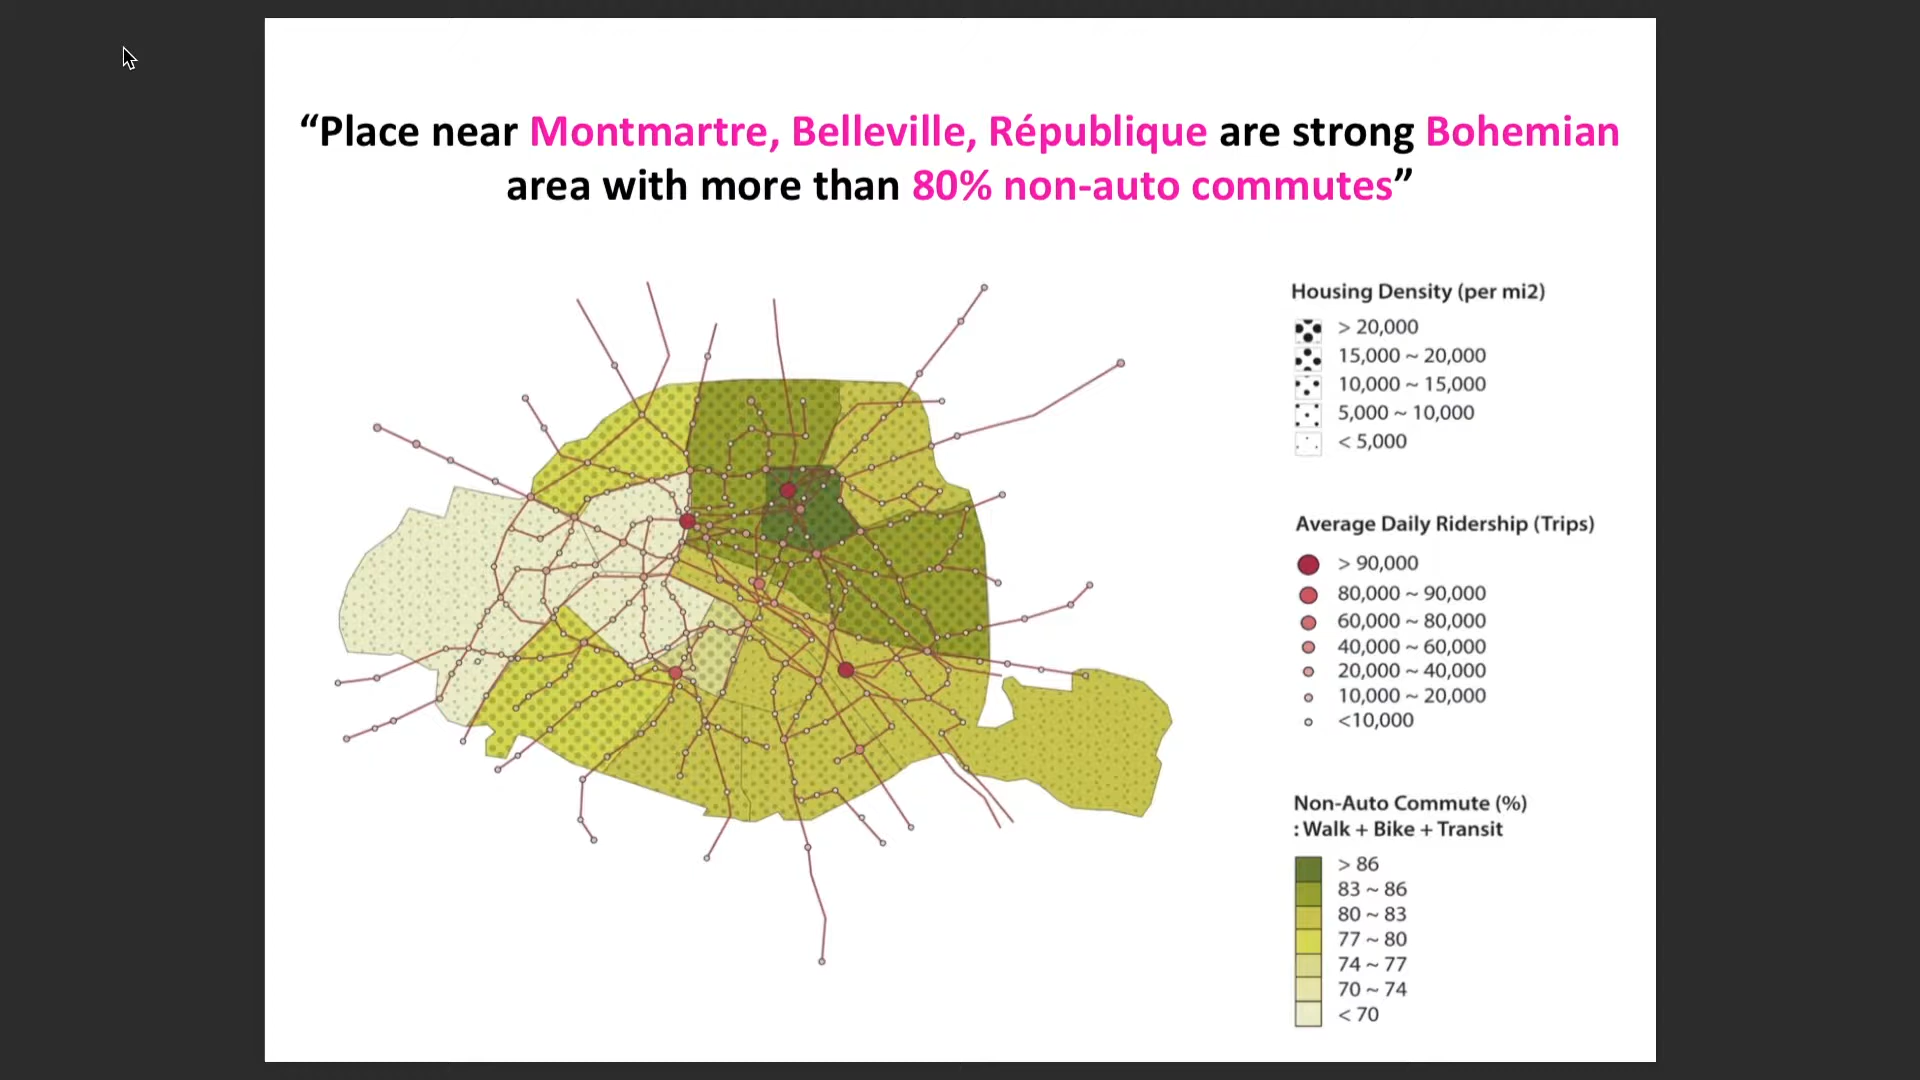 “Place near Montmartre, Belleville, République are strong Bohemian
area with more than 80% non-auto commutes”
Housing Density (per mi2)
> 20,000
15,000 ~ 20,000
10,000 ~ 15,000
5,000 ~ 10,000
< 5,000
Average Daily Ridership (Trips)
> 90,000
80,000 ~ 90,000
60,000 ~ 80,000
40,000 ~ 60,000
20,000 ~ 40,000
10,000 ~ 20,000
<10,000
Non-Auto Commute (%)
: Walk + Bike + Transit
> 86
83 ~ 86
80 ~ 83
77 ~ 80
74 ~ 77
70 ~ 74
< 70